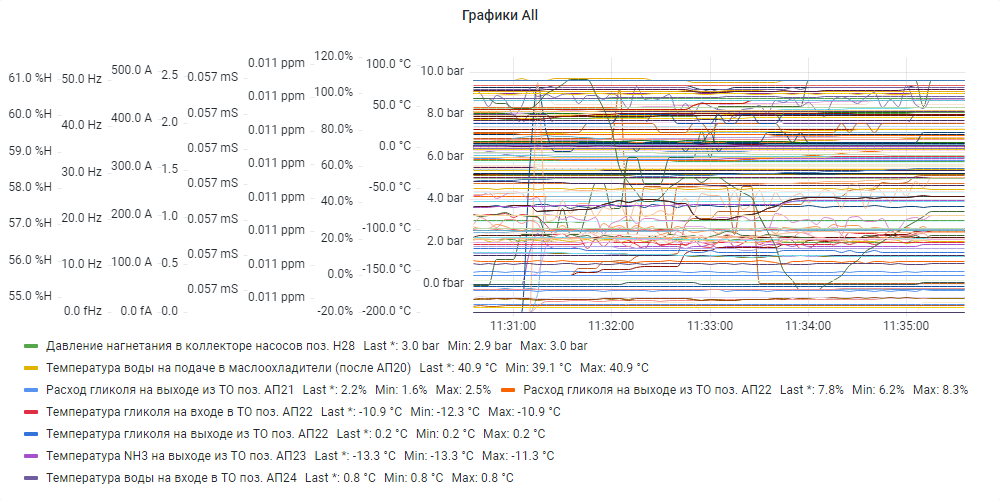 Графики All
120.0%
100.0 °C
10.0 bar
61.0 %H
50.0 Hz
500.0 A
2.5
0.057 mS
0.011 ppm
100.0%
50.0 °C
8.0 bar
60.0 %H
40.0 Hz
400.0 A
2.0
0.057 mS
0.011 ppm
80.0%
0.0 °C
6.0 bar
59.0 %H
30.0 Hz
300.0 A
1.5
0.057 mS
0.011 ppm
60.0%
-50.0 °C
4.0 bar
58.0 %H
20.0 Hz
200.0 A
1.0
0.057 mS
0.011 ppm
40.0%
-100.0 °C
2.0 bar
57.0 %H
10.0 Hz
100.0 A
0.5
0.057 mS
0.011 ppm
20.0%
-150.0 °C
0.0 fbar
56.0 %H
0.0 fHz
0.0 fA
0.0
0.057 mS
0.011 ppm
0.0%
-200.0 °C
55.0 %H
0.057 mS
0.011 ppm
0.011 ppm
-20.0%
11:31:00 11:32:00 11:33:00 11:34:00 11:35:00
Давление нагнетания в коллекторе насосов поз. Н28 Last *: 3.0 bar Min: 2.9 bar Max: 3.0 bar
Температура воды на подаче в маслоохладители (после АП20) Last *: 40.9 °C Min: 39.1 °C Max: 40.9 °C
Расход гликоля на выходе из ТО поз. АП21 Last *: 2.2% Min: 1.6% Max: 2.5% Расход гликоля на выходе из ТО поз. АП22 Last *: 7.8% Min: 6.2% Max: 8.3%
Температура гликоля на входе в ТО поз. АП22 Last *: -10.9 °C Min: -12.3 °C Max: -10.9 °C
Температура гликоля на выходе из ТО поз. АП22 Last *: 0.2 °C Min: 0.2 °C Max: 0.2 °C
Температура NH3 на выходе из ТО поз. АП23 Last *: -13.3 °C Min: -13.3 °C Max: -11.3 °C
Температура воды на входе в ТО поз. АП24 Last *: 0.8 °C Min: 0.8 °C Max: 0.8 °C